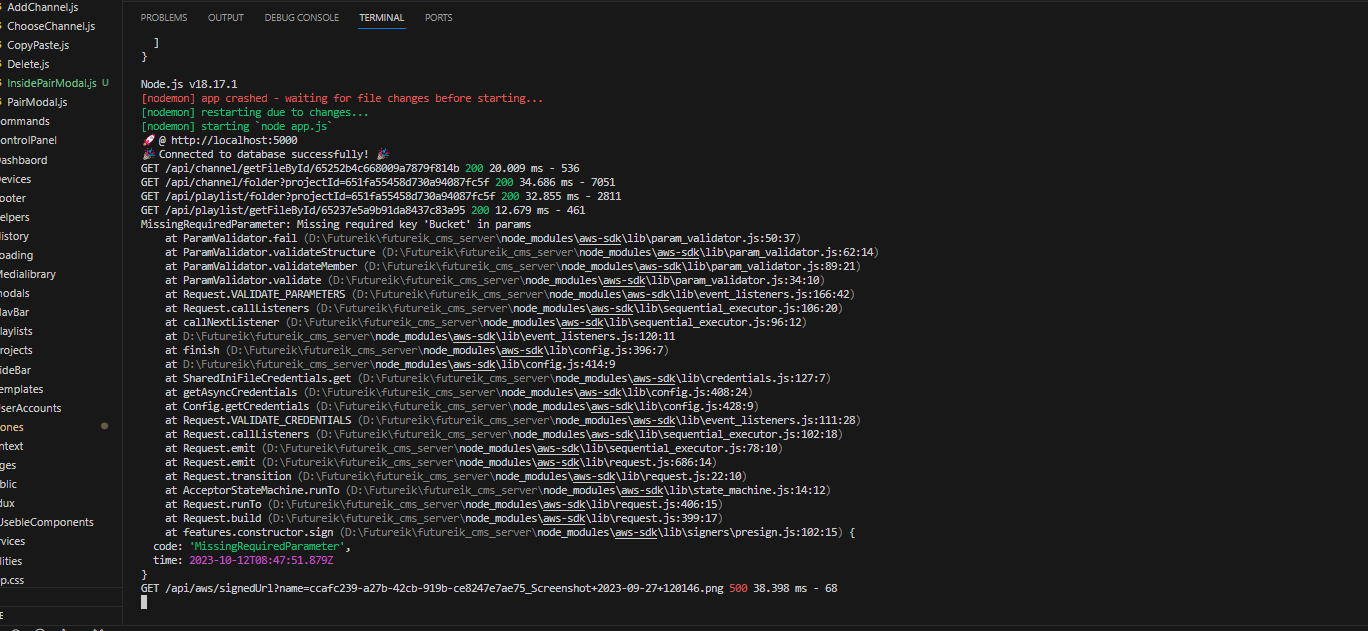 AddChannel.js
ChooseChannel.js
CopyPaste.js
Delete.js
InsidePairModal.js U
PairModal.js
ommands
ontrolPanel
ashbaord
evices
ooter
elpers
istory
oading
Medialibrary
nodals
NavBar
laylists
rojects
ideBar
emplates
serAccounts
ones
ntext
ges
blic
dux
UsebleComponents
rvices
lities
p.css
PROBLEMS OUTPUT DEBUG CONSOLE TERMINAL PORTS
]
}
Node.js v18.17.1
[nodemon] app crashed - waiting for file changes before starting...
[nodemon] restarting due to changes...
[nodemon] starting `node app.js`
🚀 @ http://localhost:5000
🎉 Connected to database successfully! 🎉
GET /api/channel/getFileById/65252b4c668009a7879f814b 200 20.009 ms - 536
GET /api/channel/folder?projectId=651fa55458d730a94087fc5f 200 34.686 ms - 7051
GET /api/playlist/folder?projectId=651fa55458d730a94087fc5f 200 32.855 ms - 2811
GET /api/playlist/getFileById/65237e5a9b91da8437c83a95 200 12.679 ms - 461
MissingRequiredParameter: Missing required key 'Bucket' in params
at ParamValidator.fail (D:\Futureik\futureik_cms_server\node_modules\aws-sdk\lib\param_validator.js:50:37)
at ParamValidator.validateStructure (D:\Futureik\futureik_cms_server\node_modules\aws-sdk\lib\param_validator.js:62:14)
at ParamValidator.validateMember (D:\Futureik\futureik_cms_server\node_modules\aws-sdk\lib\param_validator.js:89:21)
at ParamValidator.validate (D:\Futureik\futureik_cms_server\node_modules\aws-sdk\lib\param_validator.js:34:10)
at Request.VALIDATE_PARAMETERS (D:\Futureik\futureik_cms_server\node_modules\aws-sdk\lib\event_listeners.js:166:42)
at Request.callListeners (D:\Futureik\futureik_cms_server\node_modules\aws-sdk\lib\sequential_executor.js:106:20)
at callNextListener (D:\Futureik\futureik_cms_server\node_modules\aws-sdk\lib\sequential_executor.js:96:12)
at D:\Futureik\futureik_cms_server\node_modules\aws-sdk\lib\event_listeners.js:120:11
at finish (D:\Futureik\futureik_cms_server\node_modules\aws-sdk\lib\config.js:396:7)
at D:\Futureik\futureik_cms_server\node_modules\aws-sdk\lib\config.js:414:9
at SharedIniFileCredentials.get (D:\Futureik\futureik_cms_server\node_modules\aws-sdk\lib\credentials.js:127:7)
at getAsyncCredentials (D:\Futureik\futureik_cms_server\node_modules\aws-sdk\lib\config.js:408:24)
at Config.getCredentials (D:\Futureik\futureik_cms_server\node_modules\aws-sdk\lib\config.js:428:9)
at Request.VALIDATE_CREDENTIALS (D:\Futureik\futureik_cms_server\node_modules\aws-sdk\lib\event_listeners.js:111:28)
at Request.callListeners (D:\Futureik\futureik_cms_server\node_modules\aws-sdk\lib\sequential_executor.js:102:18)
at Request.emit (D:\Futureik\futureik_cms_server\node_modules\aws-sdk\lib\sequential_executor.js:78:10)
at Request.emit (D:\Futureik\futureik_cms_server\node_modules\aws-sdk\lib\request.js:686:14)
at Request.transition (D:\Futureik\futureik_cms_server\node_modules\aws-sdk\lib\request.js:22:10)
at AcceptorStateMachine.runTo (D:\Futureik\futureik_cms_server\node_modules\aws-sdk\lib\state_machine.js:14:12)
at Request.runTo (D:\Futureik\futureik_cms_server\node_modules\aws-sdk\lib\request.js:406:15)
at Request.build (D:\Futureik\futureik_cms_server\node_modules\aws-sdk\lib\request.js:399:17)
at features.constructor.sign (D:\Futureik\futureik_cms_server\node_modules\aws-sdk\lib\signers\presign.js:102:15) {
code: 'MissingRequiredParameter',
time: 2023-10-12T08:47:51.879Z
}
GET /api/aws/signedUrl?name=ccafc239-a27b-42cb-919b-ce8247e7ae75_Screenshot+2023-09-27+120146.png 500 38.398 ms - 68